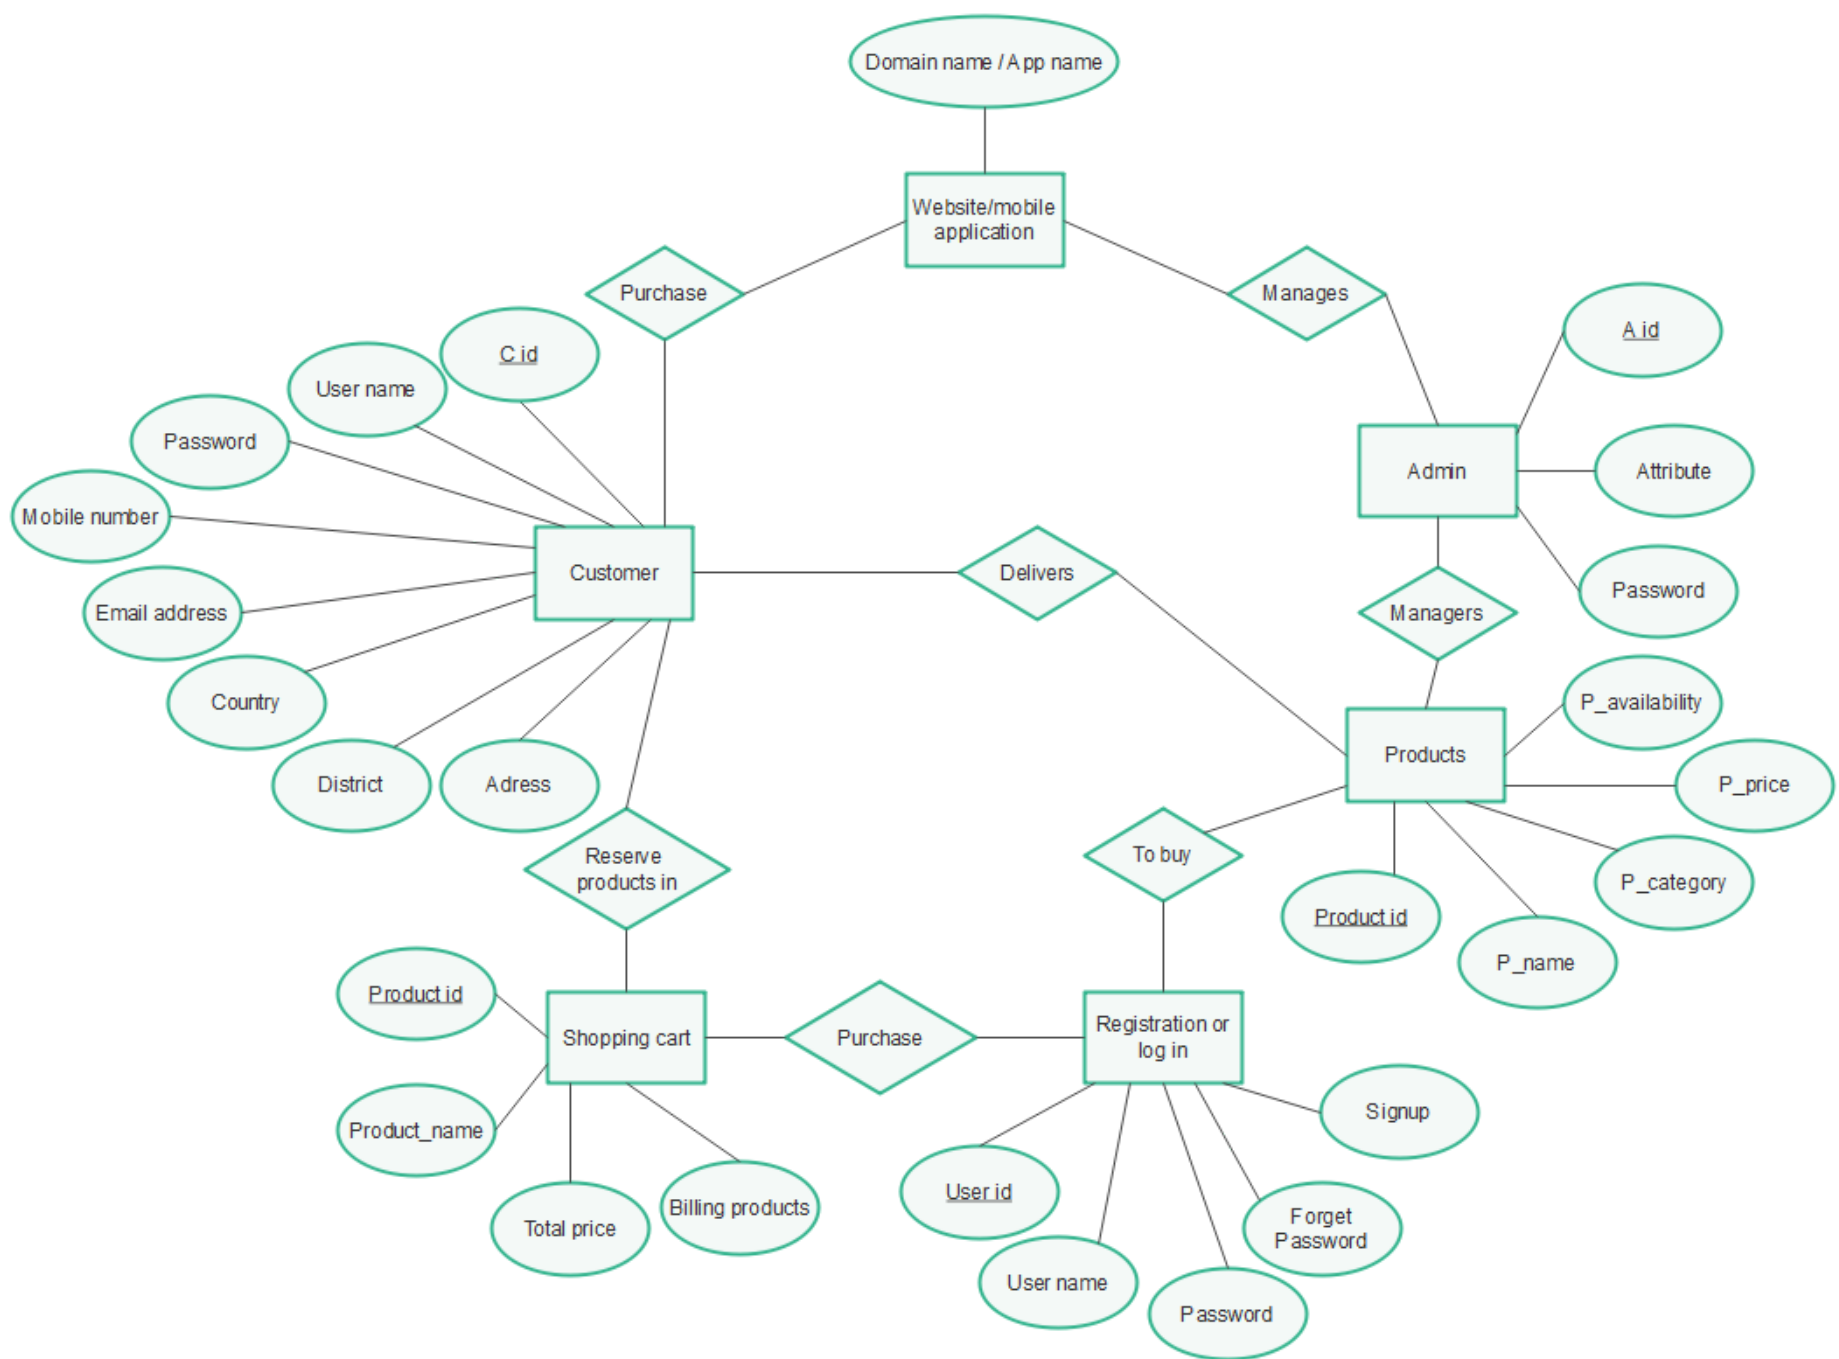 Domain name / App name
Website/mobile
application
Purchase
Manages
A id
C id
User name
Password
Mobile number
Admin
Attribute
Customer
Delivers
Password
Managers
Email address
Country
P_availability
Products
P_price
District
Adress
Reserve
products in
To buy
P_category
Product id
P_name
Product id
Shopping cart
Purchase
Registration or
log in
Product_name
Signup
Total price
Billing products
User id
Forget
Password
User name
Password